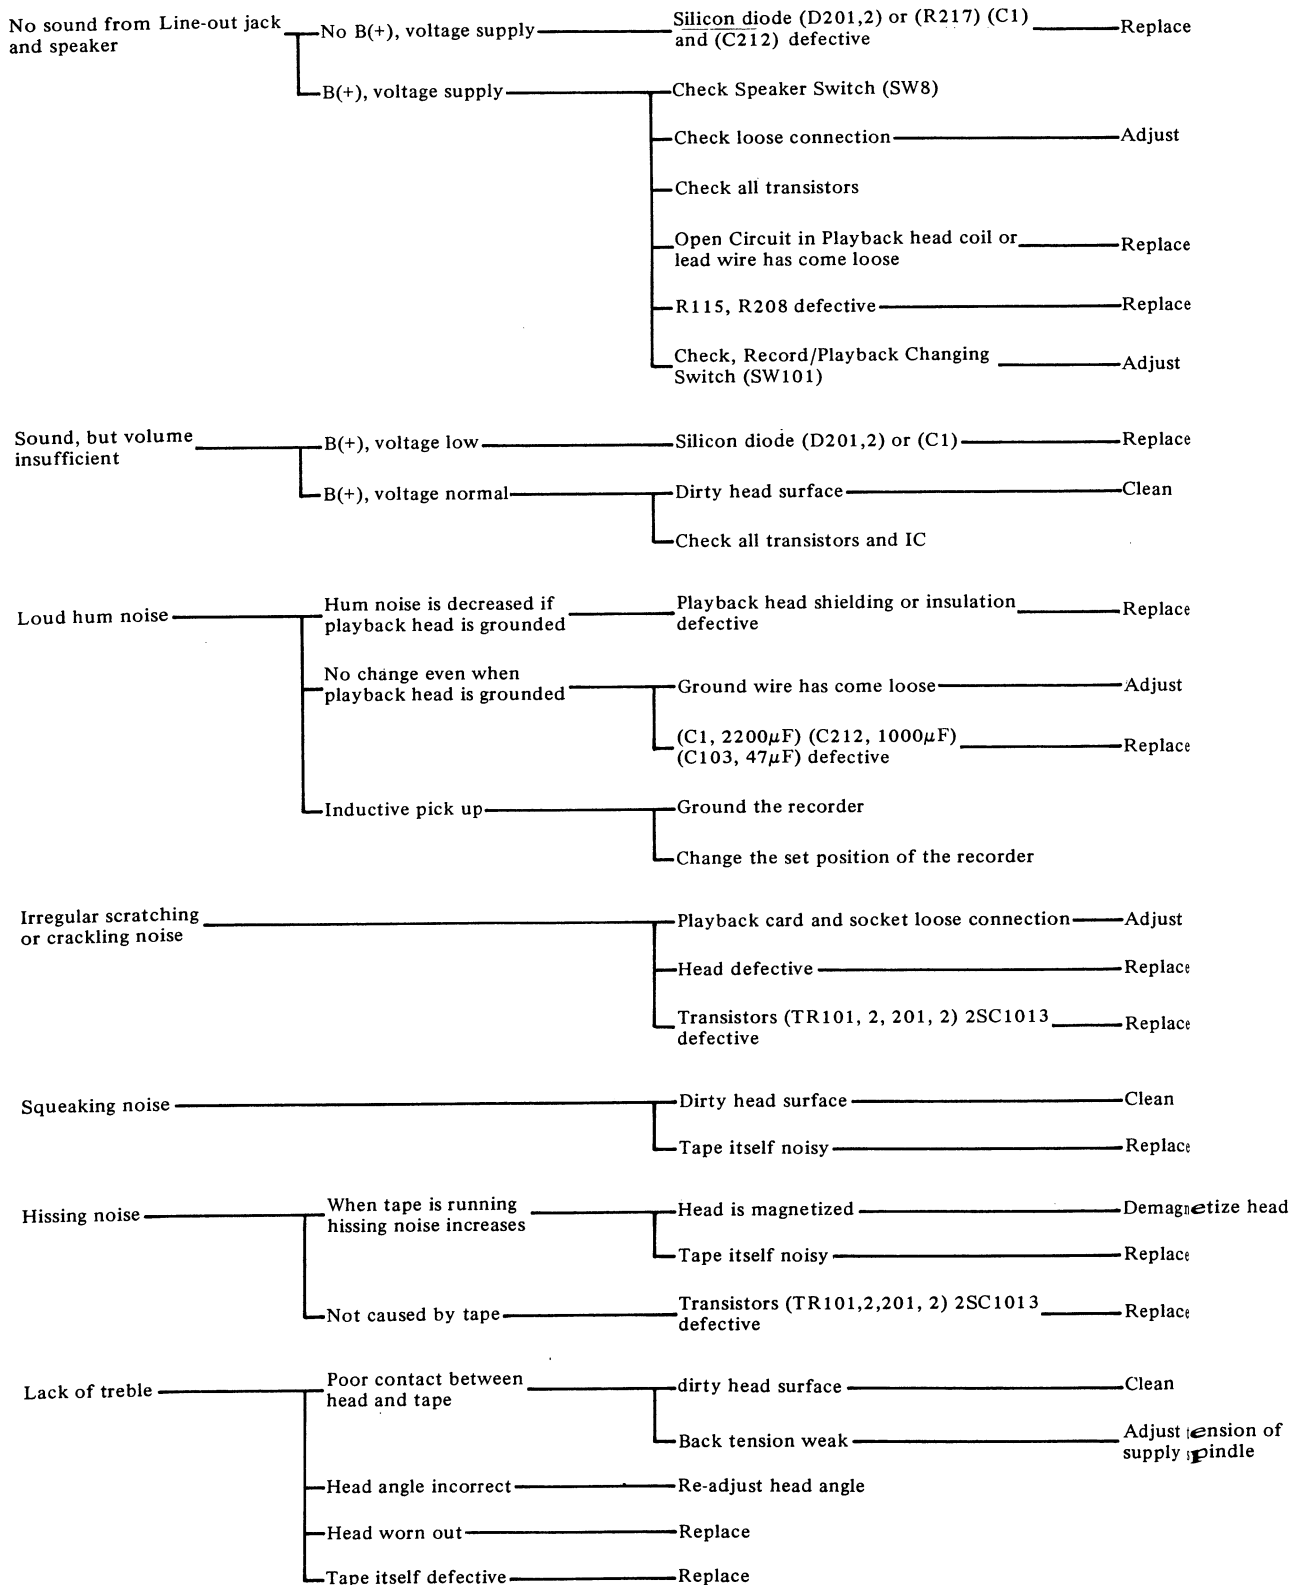 No sound from Line-out jack
and speaker
No B(+), voltage supply
Silicon diode (D201,2) or (R217) (C1)
and (C212) defective
Replace
B(+), voltage supply
Check Speaker Switch (SW8)
Check loose connection
Adjust
Check all transistors
Open Circuit in Playback head coil or
lead wire has come loose
Replace
R115, R208 defective
Replace
Check, Record/Playback Changing
Switch (SW101)
Adjust
Sound, but volume
insufficient
B(+), voltage low
Silicon diode (D201,2) or (C1)
Replace
B(+), voltage normal
Dirty head surface
Clean
Check all transistors and IC
Loud hum noise
Hum noise is decreased if
playback head is grounded
Playback head shielding or insulation
defective
Replace
No change even when
playback head is grounded
Ground wire has come loose
Adjust
(C1, 2200μF) (C212, 1000μF)
(C103, 47μF) defective
Replace
Inductive pick up
Ground the recorder
Change the set position of the recorder
Irregular scratching
or crackling noise
Playback card and socket loose connection
Adjust
Head defective
Replace
Transistors (TR101, 2, 201, 2) 2SC1013
defective
Replace
Squeaking noise
Dirty head surface
Clean
Tape itself noisy
Replace
Hissing noise
When tape is running
hissing noise increases
Head is magnetized
Demagnetize head
Tape itself noisy
Replace
Not caused by tape
Transistors (TR101,2,201, 2) 2SC1013
defective
Replace
Lack of treble
Poor contact between
head and tape
dirty head surface
Clean
Back tension weak
Adjust tension of
supply spindle
Head angle incorrect
Re-adjust head angle
Head worn out
Replace
Tape itself defective
Replace